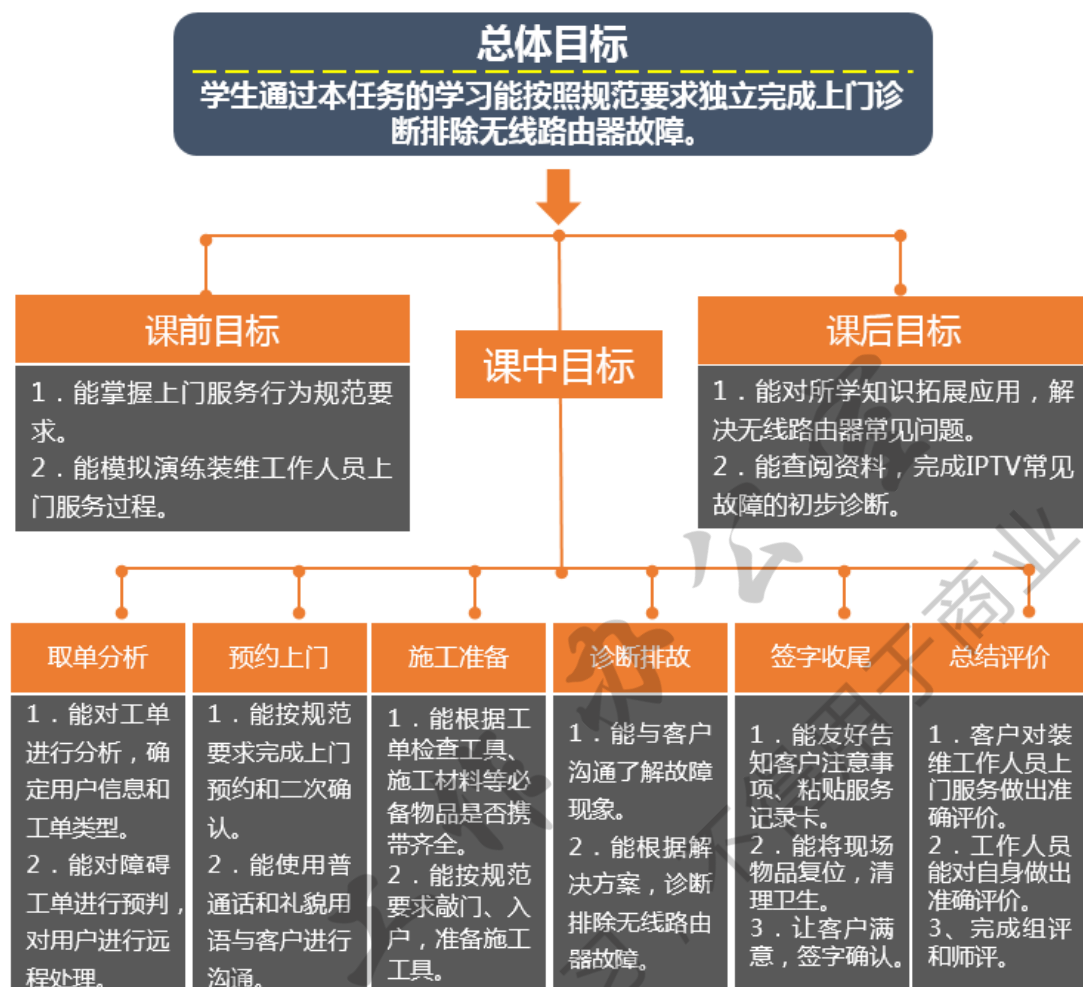 总体目标
学生通过本任务的学习能按照规范要求独立完成上门诊
断排除无线路由器故障。
课前目标
1．能掌握上门服务行为规范要
求。
2．能模拟演练装维工作人员上
门服务过程。
课中目标
课后目标
1．能对所学知识拓展应用，解
决无线路由器常见问题。
2．能查阅资料，完成IPTV常见
故障的初步诊断。
取单分析
1．能对工单
进行分析，确
定用户信息和
工单类型。
2．能对障碍
工单进行预判，
对用户进行远
程处理。
预约上门
1．能按规范
要求完成上门
预约和二次确
认。
2．能使用普
通话和礼貌用
语与客户进行
沟通。
施工准备
1．能根据工
单检查工具、
施工材料等必
备物品是否携
带齐全。
2．能按规范
要求敲门、入
户，准备施工
工具。
诊断排故
1．能与客户
沟通了解故障
现象。
2．能根据解
决方案，诊断
排除无线路由
器故障。
签字收尾
1．能友好告
知客户注意事
项、粘贴服务
记录卡。
2．能将现场
物品复位，清
理卫生。
3．让客户满
意，签字确认。
总结评价
1．客户对装
维工作人员上
门服务做出准
确评价。
2．工作人员
能对自身做出
准确评价。
3、完成组评
和师评。
不得用于商业